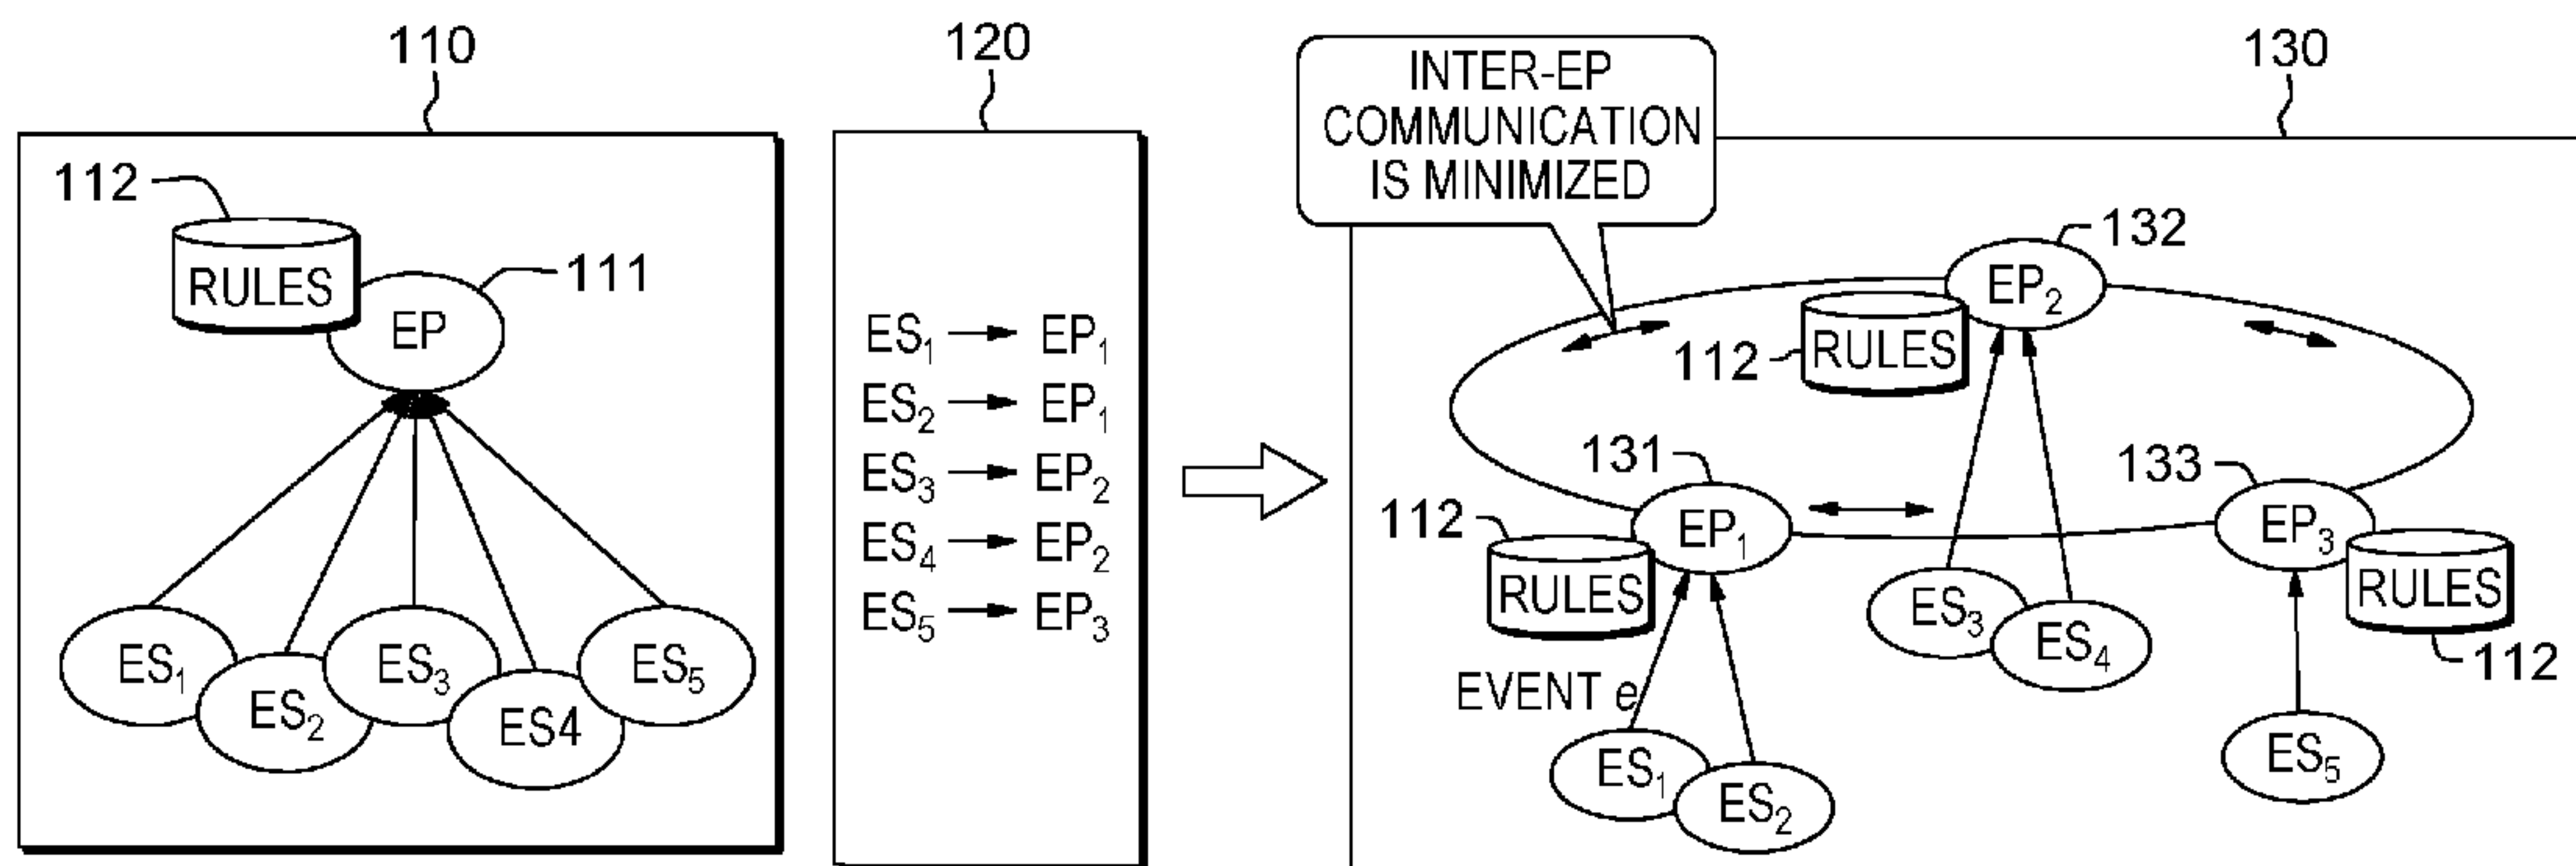 110
112
RULES
111
EP
ES1
ES2
ES3
ES4
ES5
120
ES1 → EP1
ES2 → EP1
ES3 → EP2
ES4 → EP2
ES5 → EP3
130
INTER-EP
COMMUNICATION
IS MINIMIZED
132
EP2
112
RULES
131
EP1
112
RULES
133
EP3
RULES
112
ES3
ES4
EVENT e
ES1
ES2
ES5